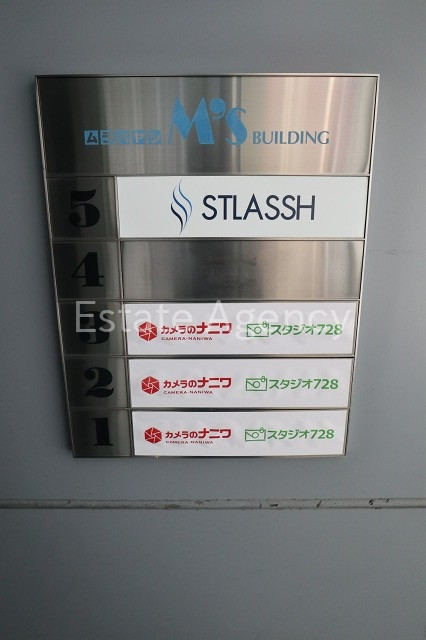 M's BUILDING
5 STLASSH
4
3 カメラのナニワ CAMERA NANIWA スタジオ728
2 カメラのナニワ CAMERA NANIWA スタジオ728
1 カメラのナニワ CAMERA NANIWA スタジオ728
Estate Agency